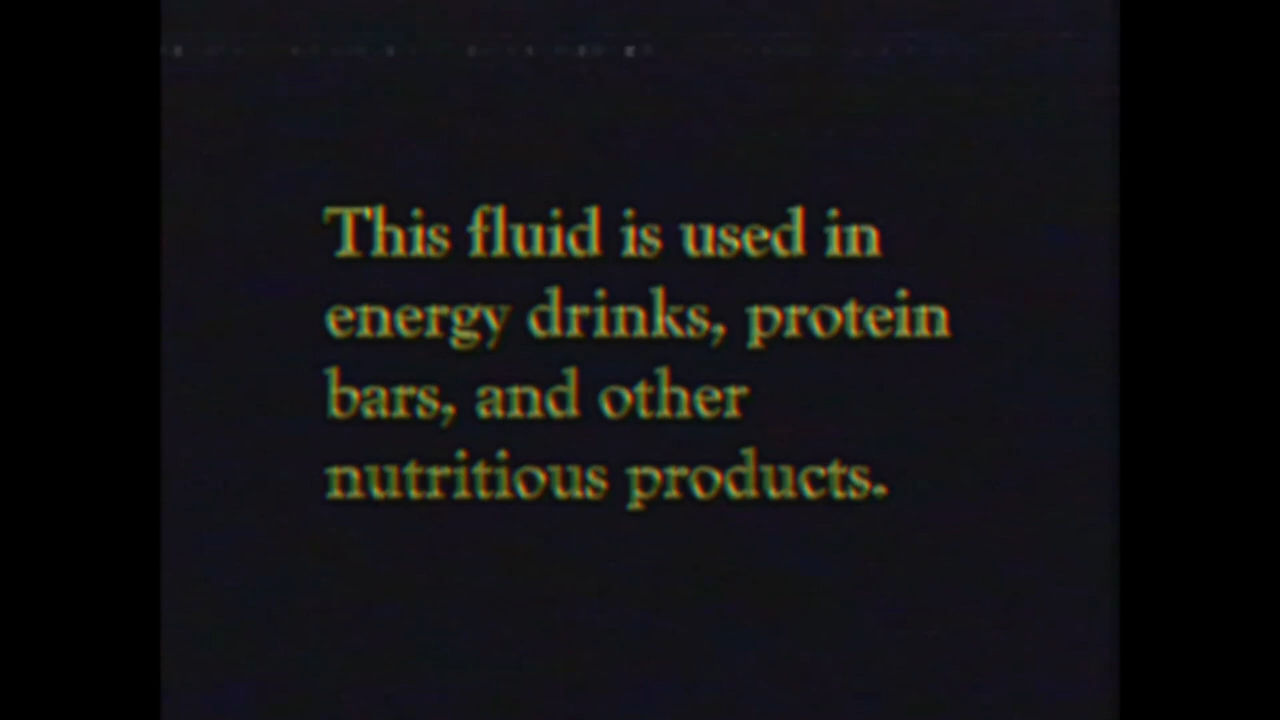 This fluid is used in
energy drinks, protein
bars, and other
nutritious products.